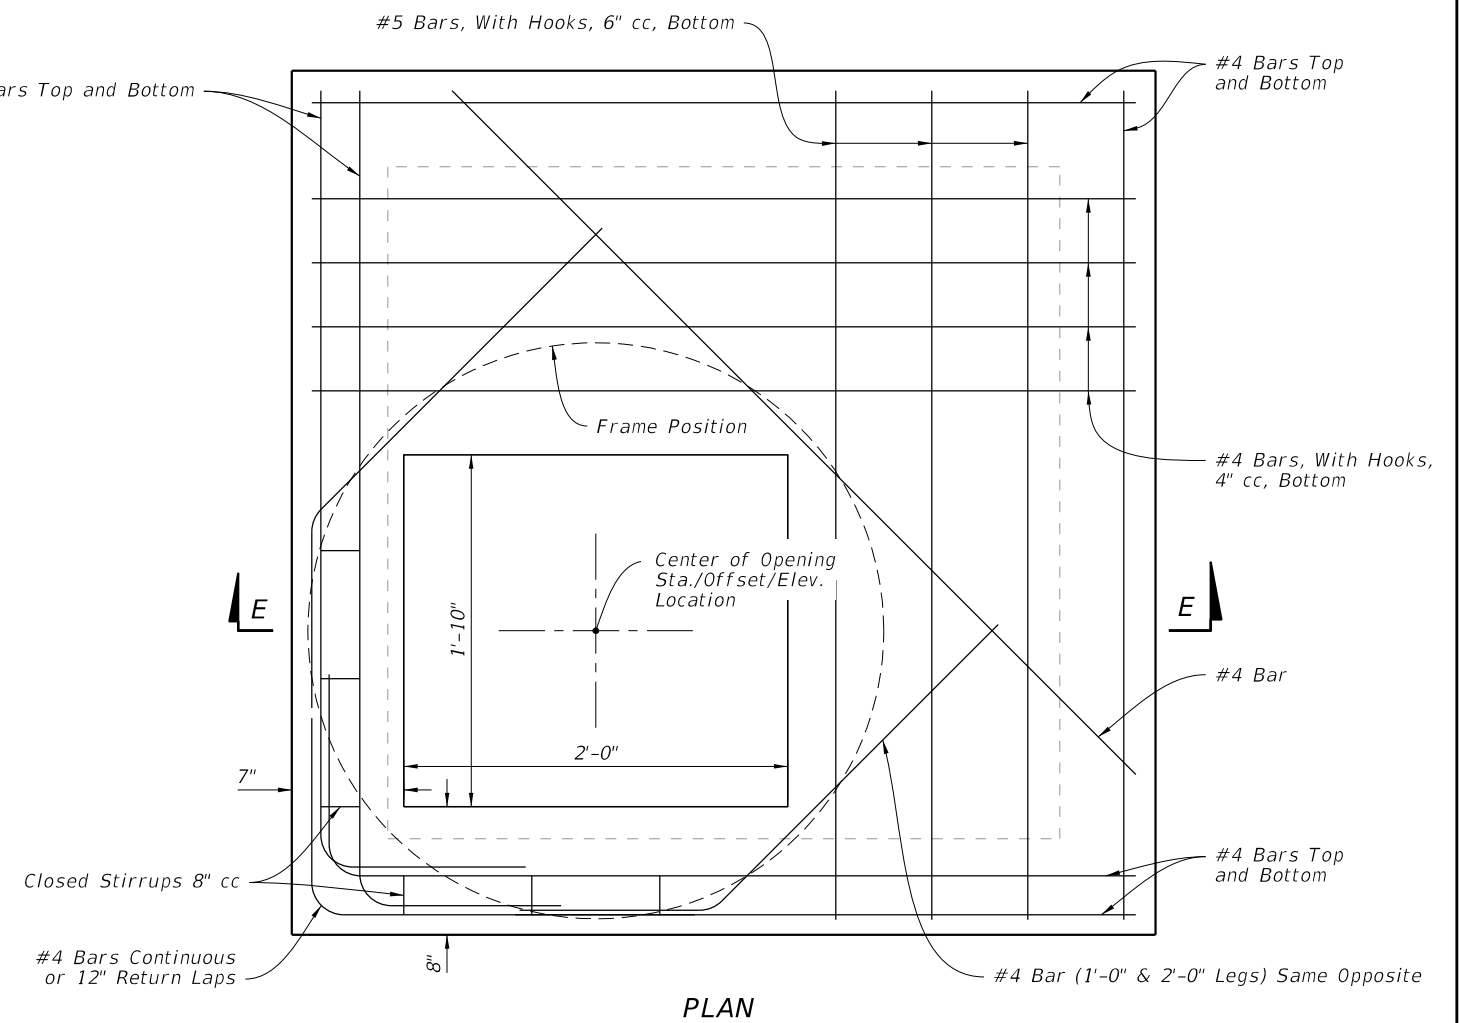 #5 Bars, With Hooks, 6" cc, Bottom
#4 Bars Top
and Bottom
Top and Bottom
Frame Position
#4 Bars, With Hooks,
4" cc, Bottom
Center of Opening
Sta./Offset/Elev.
Location
1'-10"
E
E
#4 Bar
2'-0"
7"
#4 Bars Top
and Bottom
Closed Stirrups 8" cc
#4 Bars Continuous
or 12" Return Laps
8"
#4 Bar (1'-0" & 2'-0" Legs) Same Opposite
PLAN